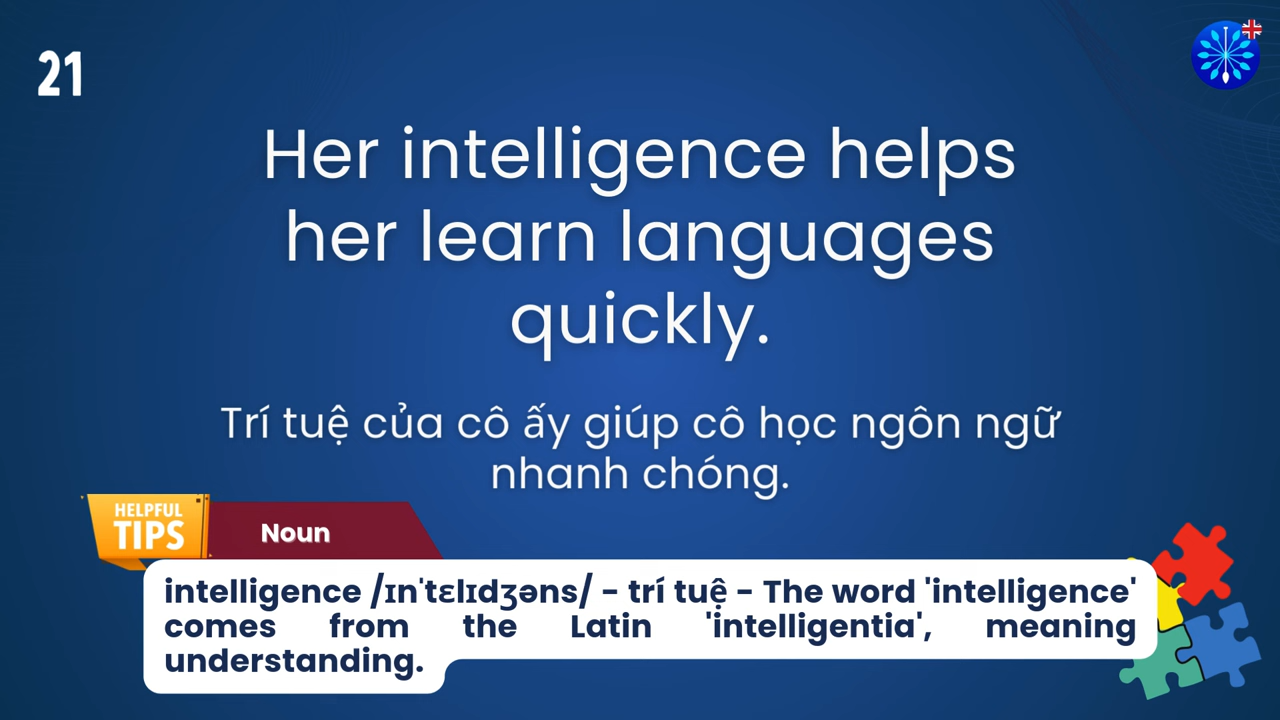 21
Her intelligence helps
her learn languages
quickly.
Trí tuệ của cô ấy giúp cô học ngôn ngữ
nhanh chóng.
HELPFUL
TIPS
Noun
intelligence /ɪnˈtɛlɪdʒəns/ - trí tuệ - The word 'intelligence'
comes from the Latin 'intelligentia', meaning
understanding.